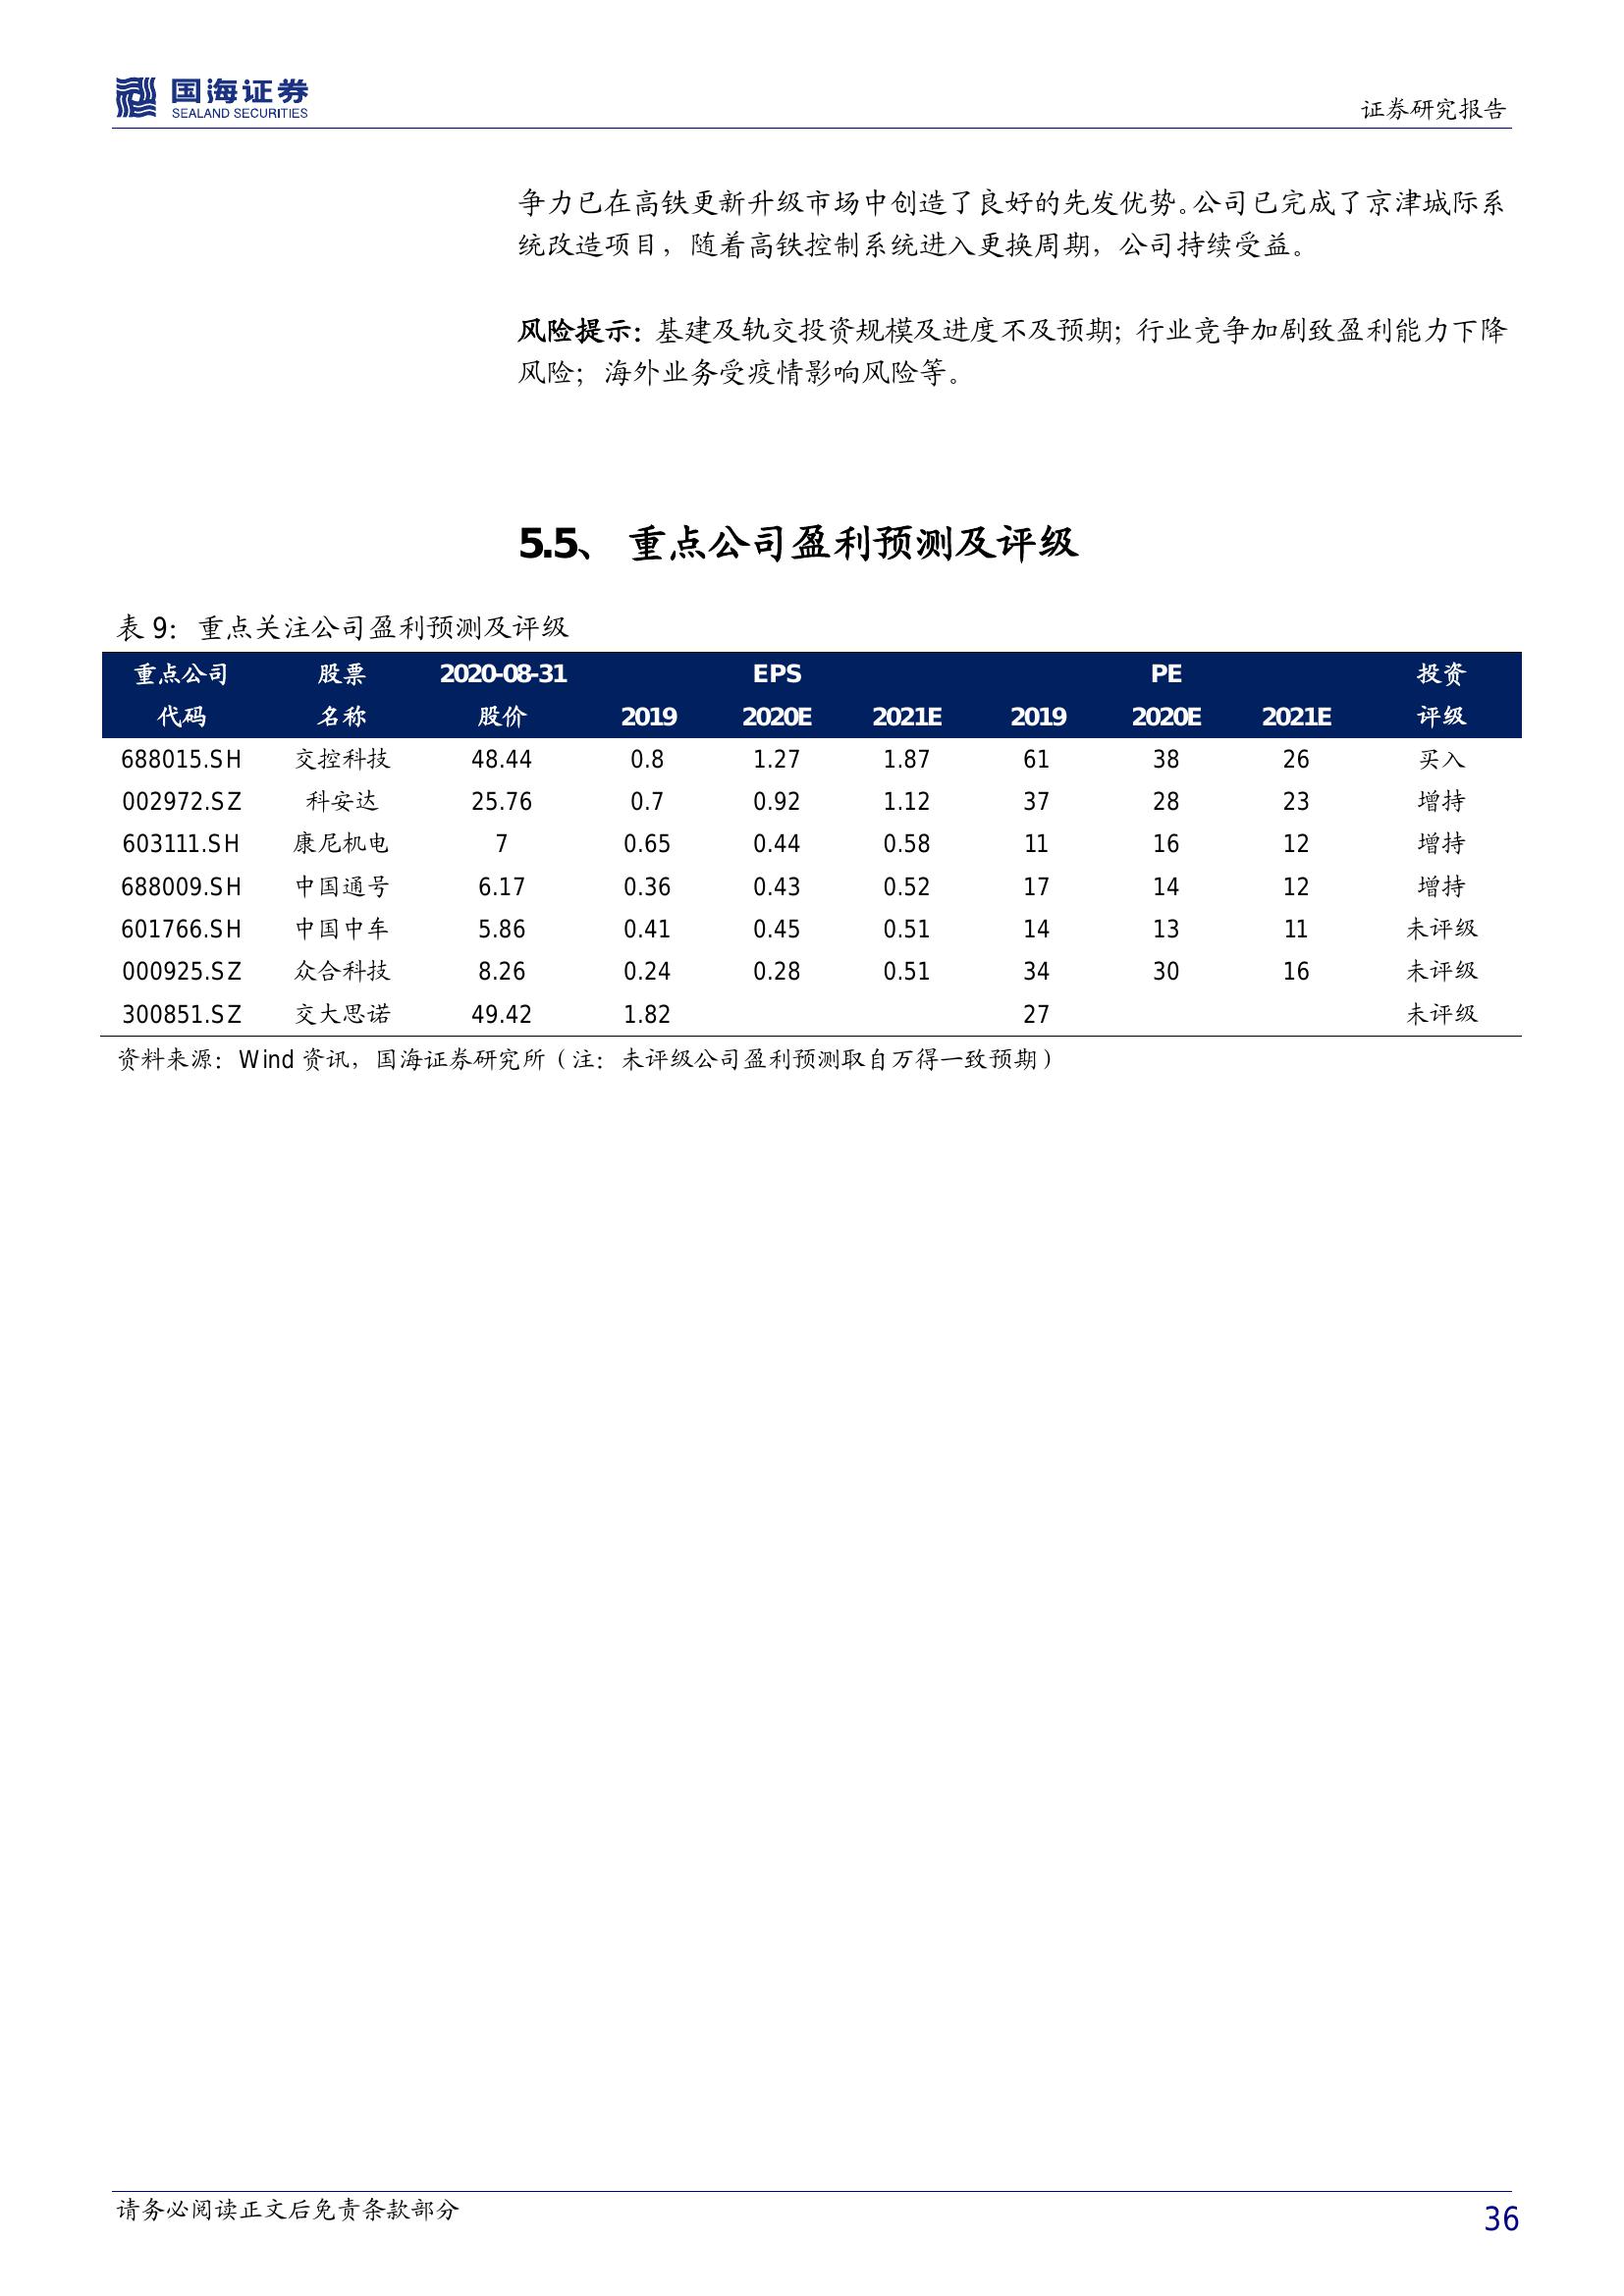 国海证券
SEALAND SECURITIES
证券研究报告
争力已在高铁更新升级市场中创造了良好的先发优势。公司已完成了京津城际系
统改造项目，随着高铁控制系统进入更换周期，公司持续受益。
风险提示：基建及轨交投资规模及进度不及预期；行业竞争加剧致盈利能力下降
风险；海外业务受疫情影响风险等。
5.5、 重点公司盈利预测及评级
表 9：重点关注公司盈利预测及评级
重点公司 股票 2020-08-31 EPS PE 投资
代码 名称 股价 2019 2020E 2021E 2019 2020E 2021E 评级
688015.SH 交控科技 48.44 0.8 1.27 1.87 61 38 26 买入
002972.SZ 科安达 25.76 0.7 0.92 1.12 37 28 23 增持
603111.SH 康尼机电 7 0.65 0.44 0.58 11 16 12 增持
688009.SH 中国通号 6.17 0.36 0.43 0.52 17 14 12 增持
601766.SH 中国中车 5.86 0.41 0.45 0.51 14 13 11 未评级
000925.SZ 众合科技 8.26 0.24 0.28 0.51 34 30 16 未评级
300851.SZ 交大思诺 49.42 1.82 27 未评级
资料来源：Wind 资讯，国海证券研究所（注：未评级公司盈利预测取自万得一致预期）
请务必阅读正文后免责条款部分
36